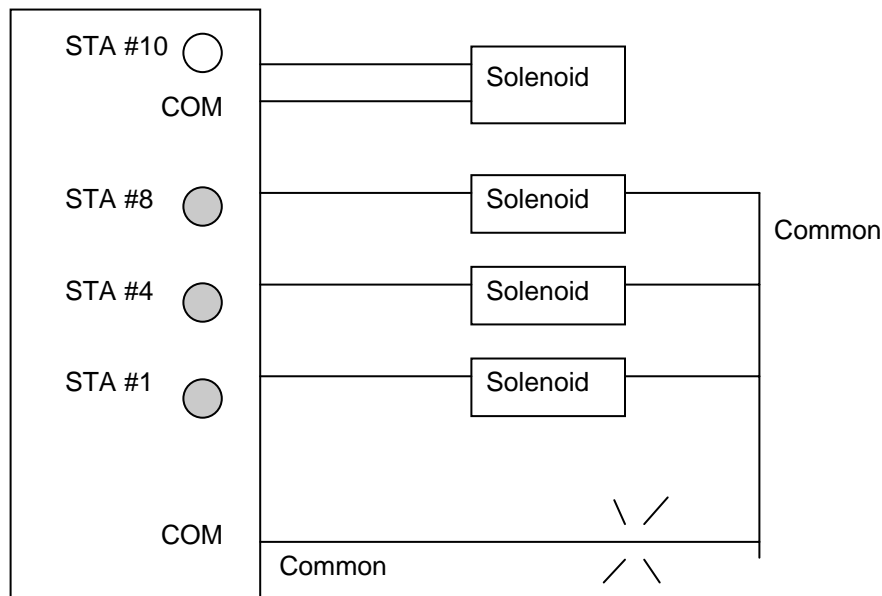 STA #10
Solenoid
COM
STA #8
Solenoid
Common
STA #4
Solenoid
STA #1
Solenoid
COM
Common